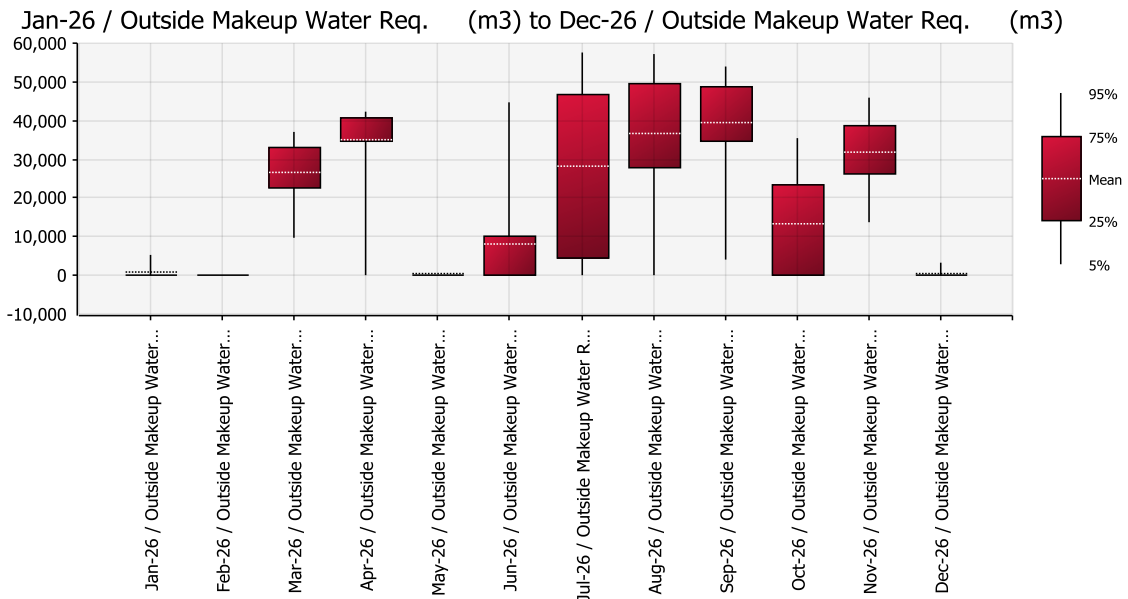 Jan-26 / Outside Makeup Water Req. (m3) to Dec-26 / Outside Makeup Water Req. (m3)
60,000
50,000
40,000
30,000
20,000
10,000
0
-10,000
95%
75%
Mean
25%
5%
Jan-26 / Outside Makeup Water...
Feb-26 / Outside Makeup Water...
Mar-26 / Outside Makeup Water...
Apr-26 / Outside Makeup Water...
May-26 / Outside Makeup Water...
Jun-26 / Outside Makeup Water...
Jul-26 / Outside Makeup Water R...
Aug-26 / Outside Makeup Water...
Sep-26 / Outside Makeup Water...
Oct-26 / Outside Makeup Water...
Nov-26 / Outside Makeup Water...
Dec-26 / Outside Makeup Water...